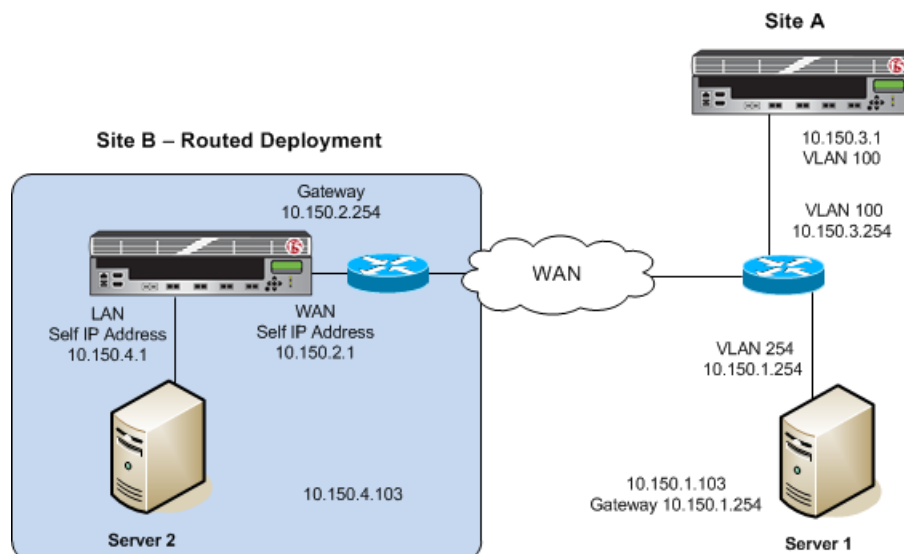 Site A
10.150.3.1
VLAN 100
Site B – Routed Deployment
Gateway
10.150.2.254
VLAN 100
10.150.3.254
WAN
LAN
Self IP Address
10.150.4.1
WAN
Self IP Address
10.150.2.1
VLAN 254
10.150.1.254
10.150.4.103
10.150.1.103
Gateway 10.150.1.254
Server 2
Server 1